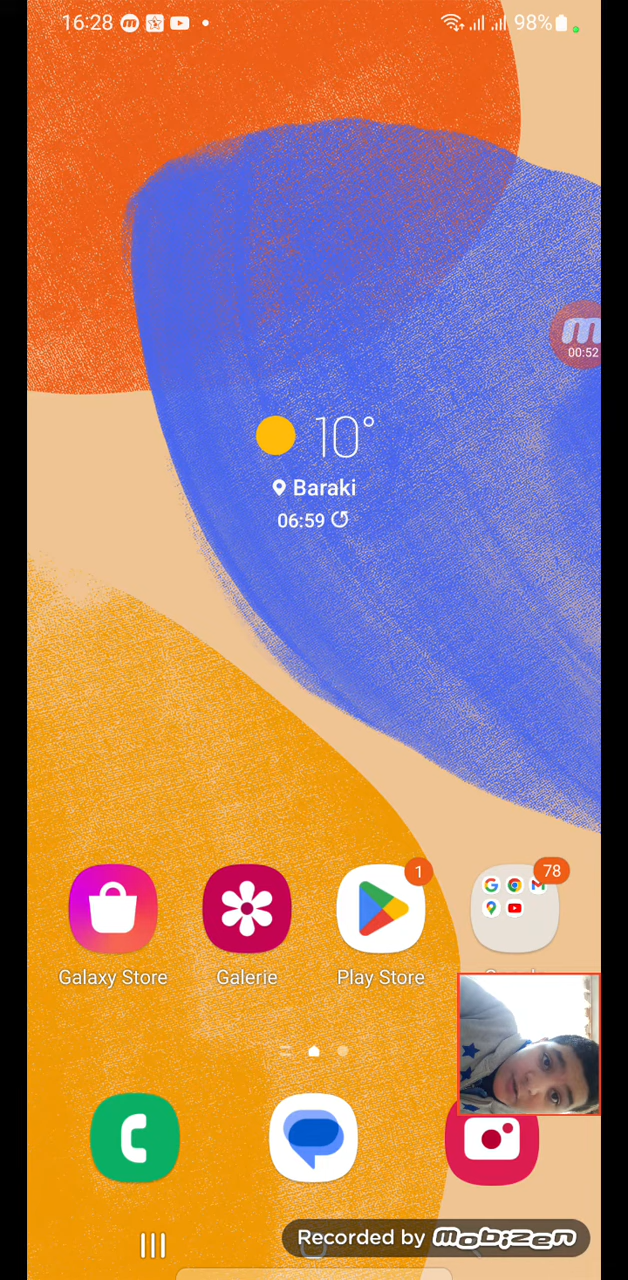 16:28 98%
00:52
10°
Baraki
06:59
1 78
Galaxy Store Galerie Play Store
Recorded by mobizen